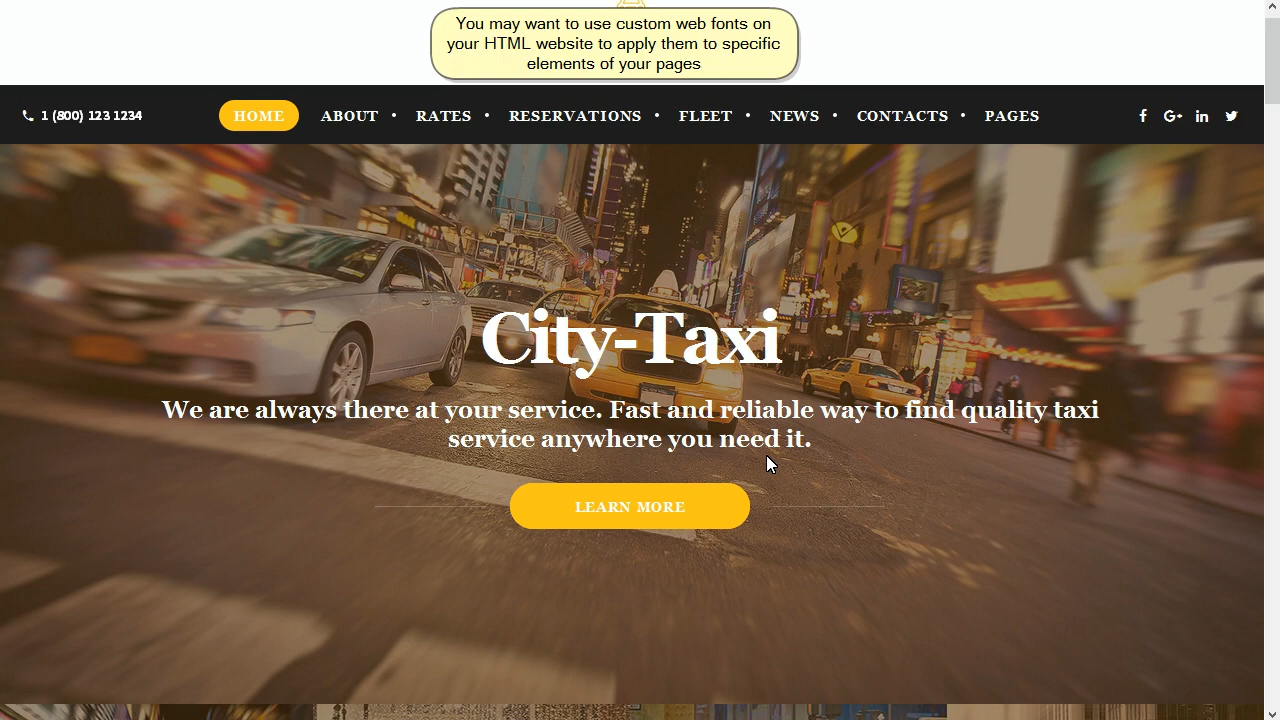 You may want to use custom web fonts on
your HTML website to apply them to specific
elements of your pages
1 (800) 123 1234
HOME ABOUT • RATES • RESERVATIONS • FLEET • NEWS • CONTACTS • PAGES
City-Taxi
We are always there at your service. Fast and reliable way to find quality taxi
service anywhere you need it.
LEARN MORE